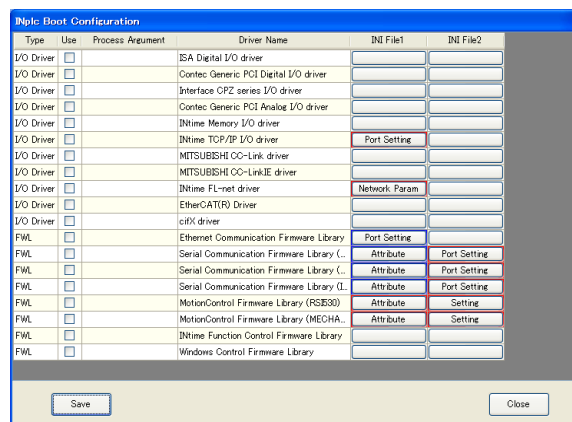 INplc Boot Configuration
Type Use Process Argument Driver Name INI File1 INI File2
I/O Driver ISA Digital I/O driver
I/O Driver Contec Generic PCI Digital I/O driver
I/O Driver Interface CPZ series I/O driver
I/O Driver Contec Generic PCI Analog I/O driver
I/O Driver INtime Memory I/O driver
I/O Driver INtime TCP/IP I/O driver Port Setting
I/O Driver MITSUBISHI CC-Link driver
I/O Driver MITSUBISHI CC-LinkIE driver
I/O Driver INtime FL-net driver Network Param
I/O Driver EtherCAT(R) Driver
I/O Driver cifX driver
FWL Ethernet Communication Firmware Library Port Setting
FWL Serial Communication Firmware Library (... Attribute Port Setting
FWL Serial Communication Firmware Library (... Attribute Port Setting
FWL Serial Communication Firmware Library (I... Attribute Port Setting
FWL MotionControl Firmware Library (RSI530) Attribute Setting
FWL MotionControl Firmware Library (MECHA... Attribute Setting
FWL INtime Function Control Firmware Library
FWL Windows Control Firmware Library
Save Close